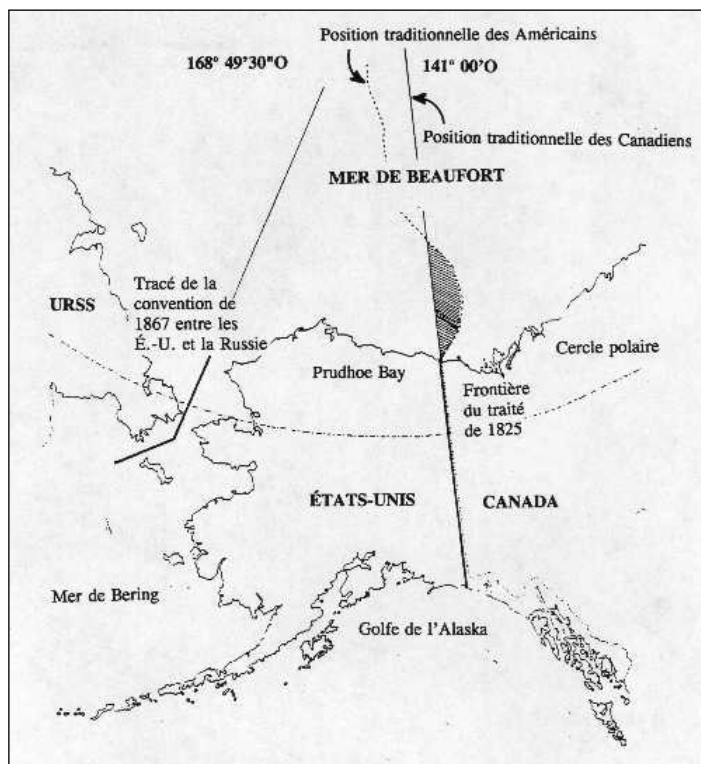 Position traditionnelle des Américains
168° 49'30"O
141° 00'O
Position traditionnelle des Canadiens
MER DE BEAUFORT
Tracé de la
convention de
1867 entre les
É.-U. et la Russie
URSS
Cercle polaire
Prudhoe Bay
Frontière
du traité
de 1825
ÉTATS-UNIS
CANADA
Mer de Bering
Golfe de l'Alaska